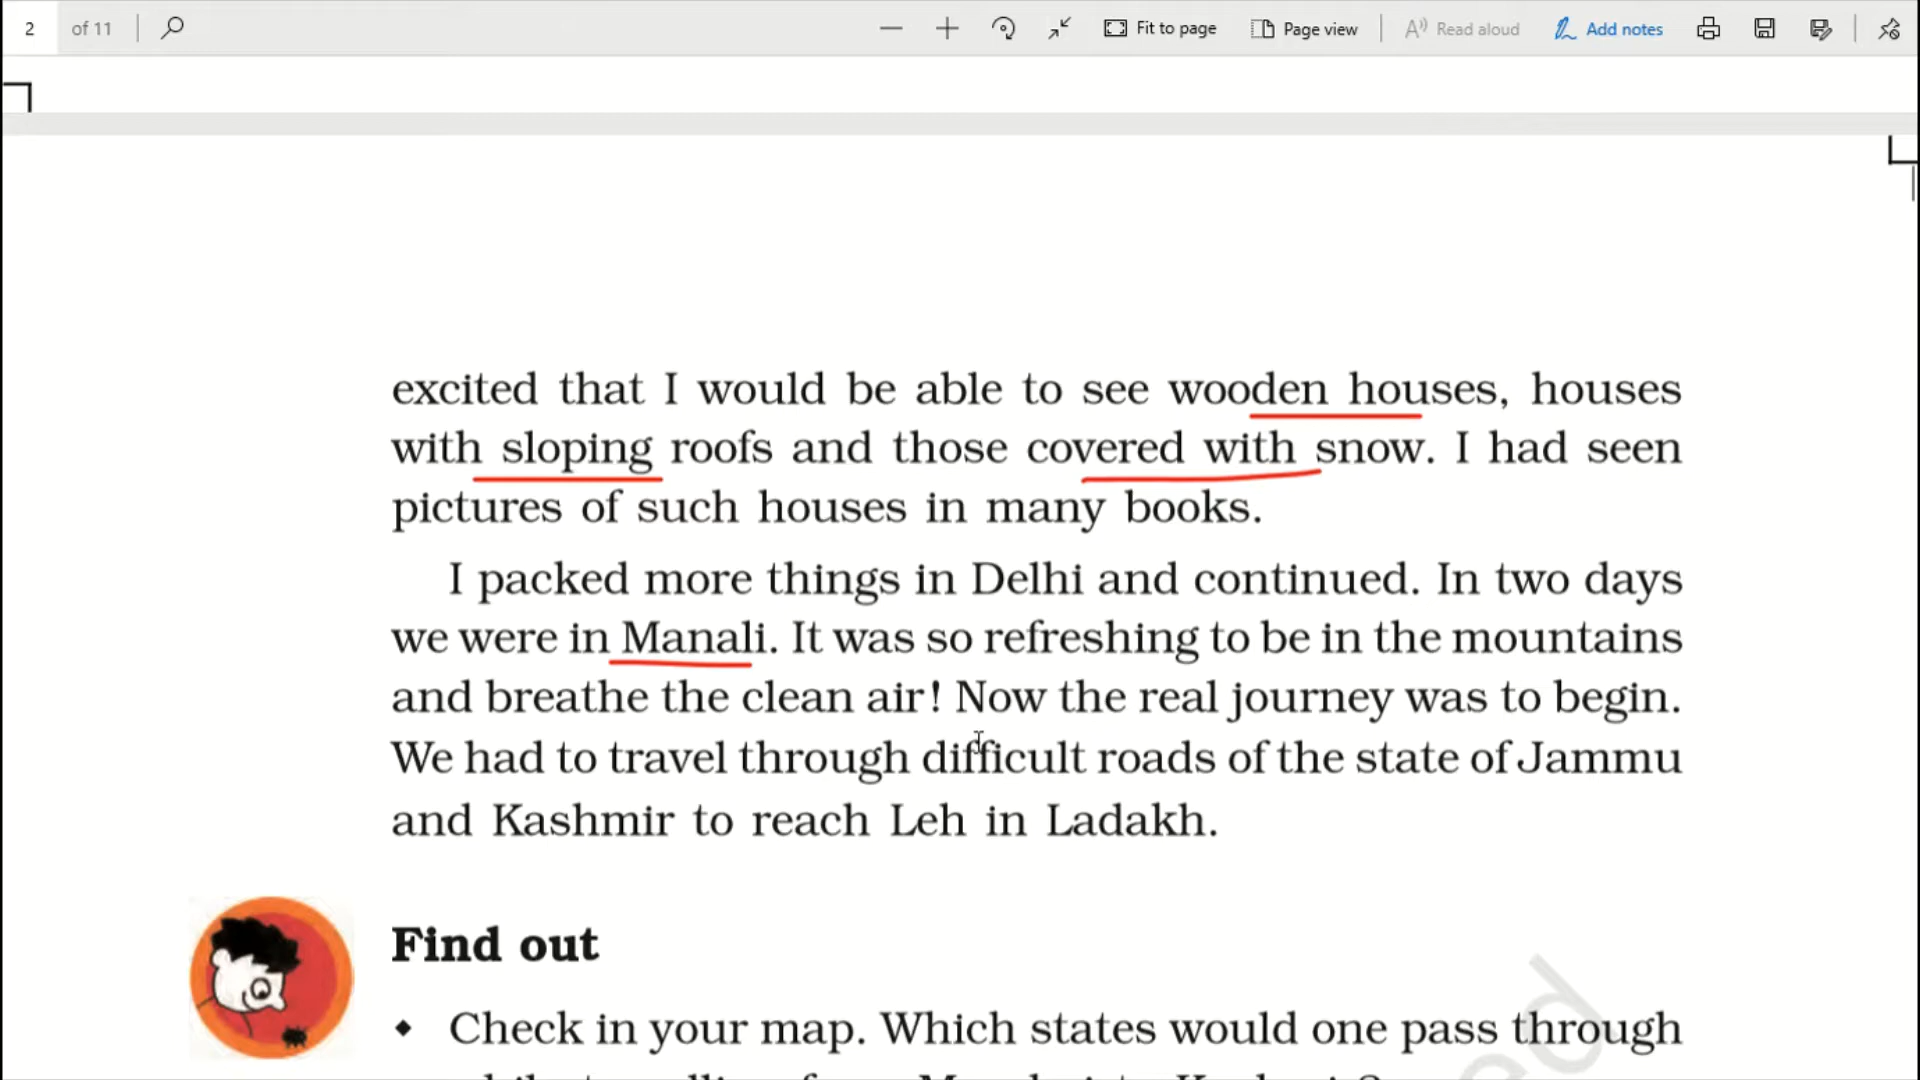 2 of 11 Fit to page Page view Read aloud Add notes
excited that I would be able to see wooden houses, houses
with sloping roofs and those covered with snow. I had seen
pictures of such houses in many books.
I packed more things in Delhi and continued. In two days
we were in Manali. It was so refreshing to be in the mountains
and breathe the clean air! Now the real journey was to begin.
We had to travel through difficult roads of the state of Jammu
and Kashmir to reach Leh in Ladakh.
Find out
◆ Check in your map. Which states would one pass through